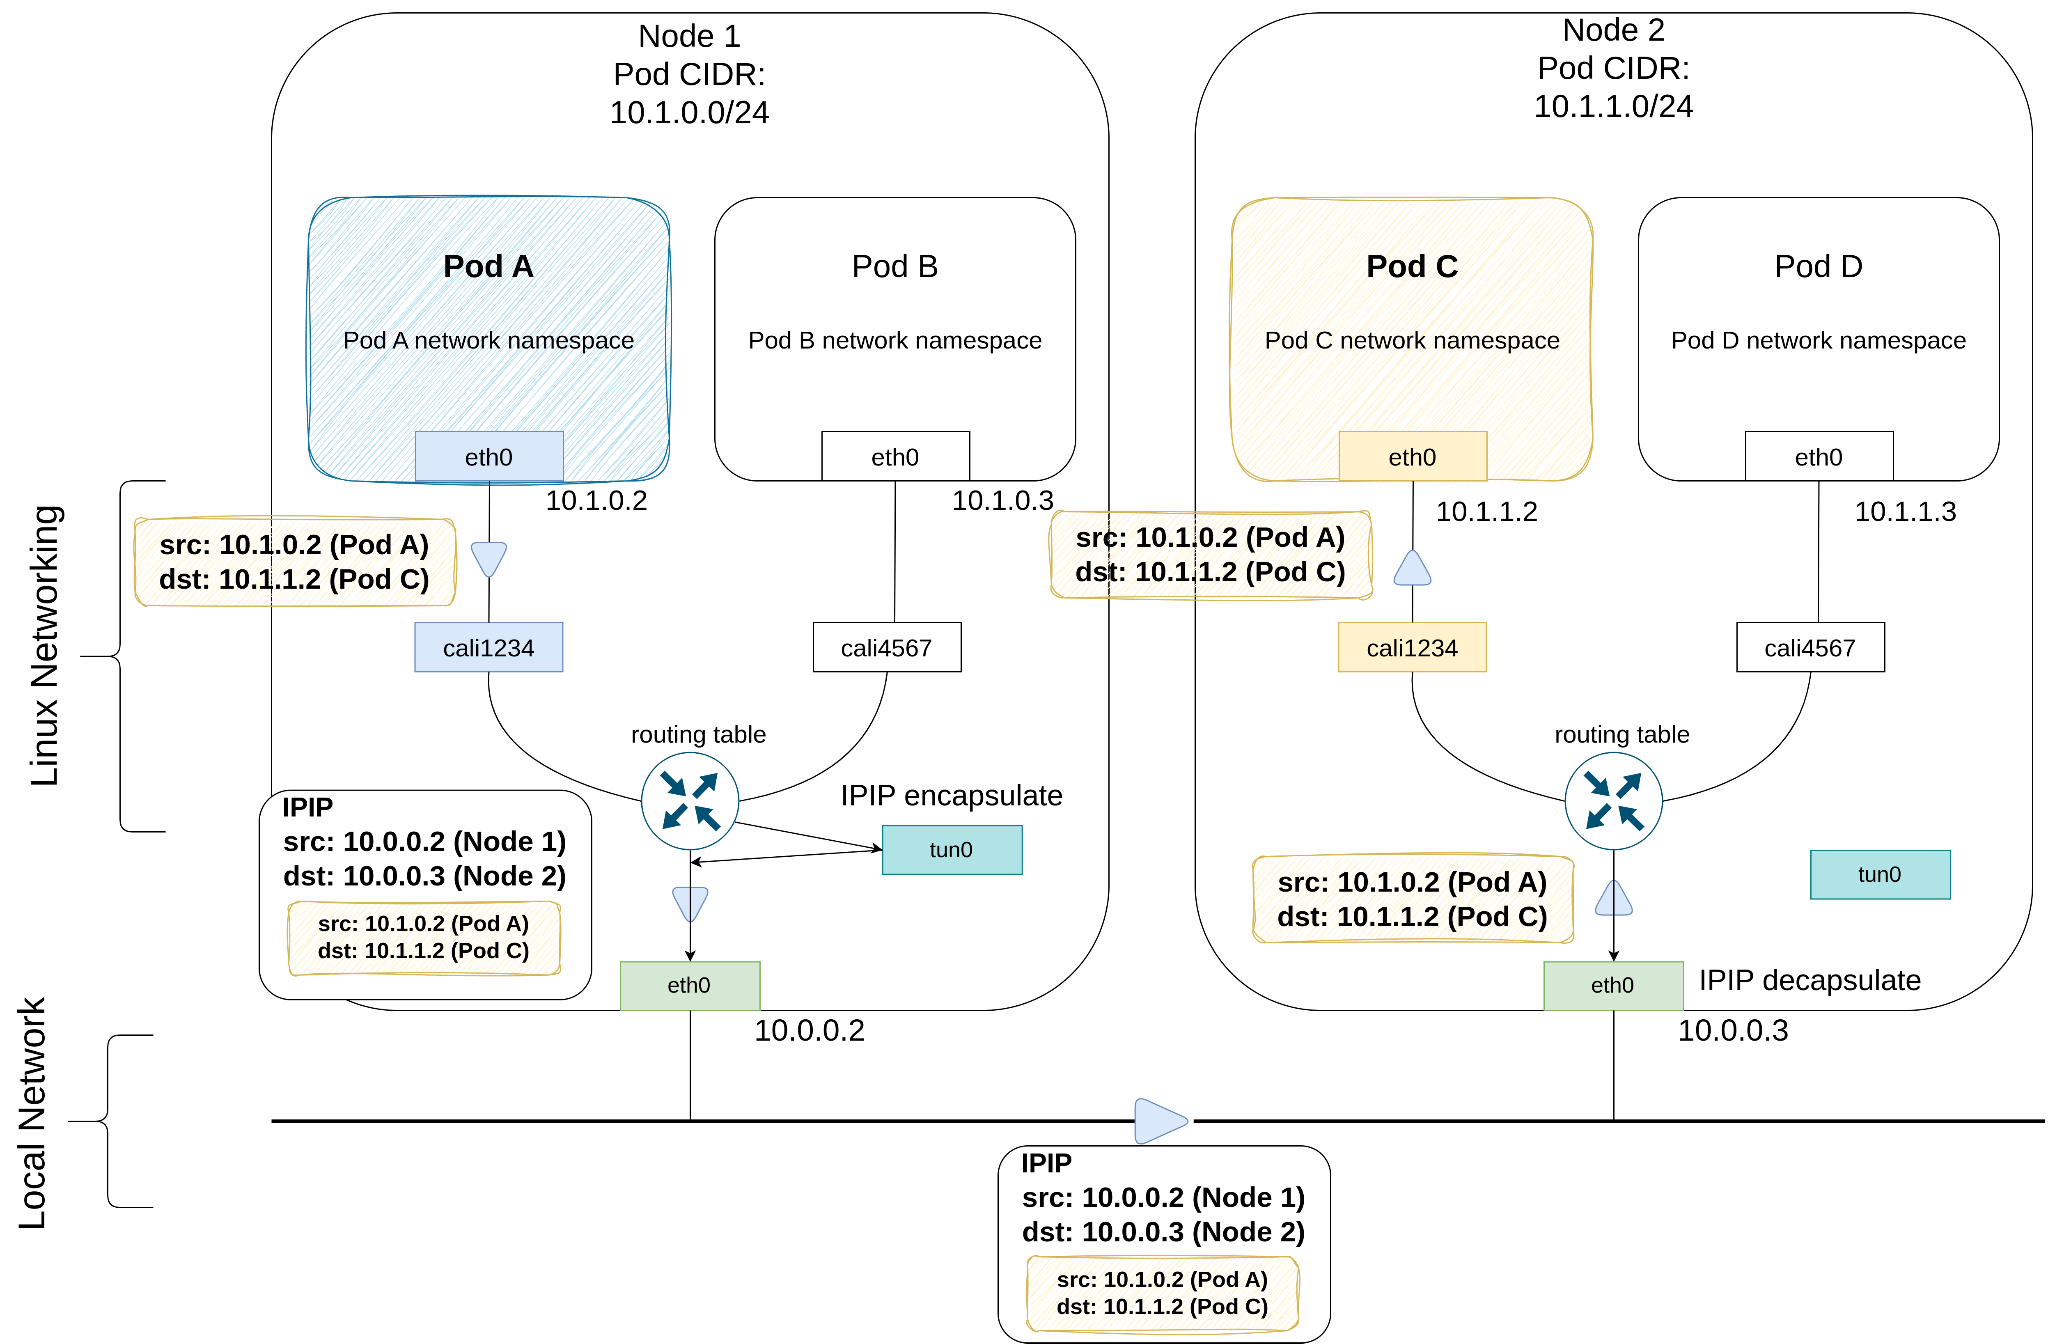 Node 1
Pod CIDR:
10.1.0.0/24
Node 2
Pod CIDR:
10.1.1.0/24
Pod A
Pod A network namespace
eth0
10.1.0.2
Pod B
Pod B network namespace
eth0
10.1.0.3
Pod C
Pod C network namespace
eth0
10.1.1.2
Pod D
Pod D network namespace
eth0
10.1.1.3
Linux Networking
src: 10.1.0.2 (Pod A)
dst: 10.1.1.2 (Pod C)
src: 10.1.0.2 (Pod A)
dst: 10.1.1.2 (Pod C)
cali1234
cali4567
cali1234
cali4567
routing table
routing table
IPIP encapsulate
tun0
IPIP
src: 10.0.0.2 (Node 1)
dst: 10.0.0.3 (Node 2)
src: 10.1.0.2 (Pod A)
dst: 10.1.1.2 (Pod C)
src: 10.1.0.2 (Pod A)
dst: 10.1.1.2 (Pod C)
tun0
eth0
10.0.0.2
eth0
IPIP decapsulate
10.0.0.3
Local Network
IPIP
src: 10.0.0.2 (Node 1)
dst: 10.0.0.3 (Node 2)
src: 10.1.0.2 (Pod A)
dst: 10.1.1.2 (Pod C)